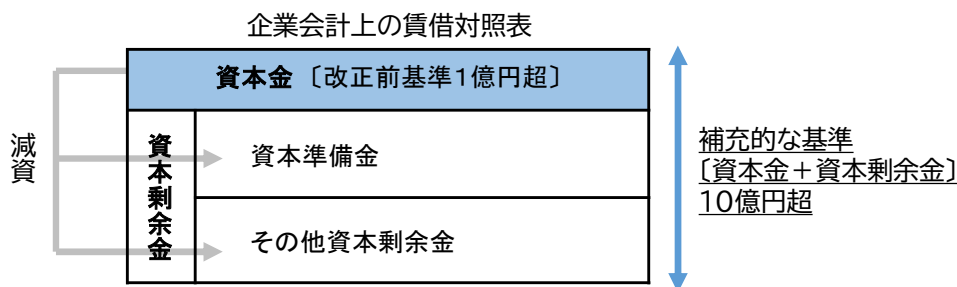 企業会計上の賃借対照表
資本金〔改正前基準1億円超〕
減資
資本剰余金
資本準備金
その他資本剰余金
補充的な基準
〔資本金＋資本剰余金〕
10億円超